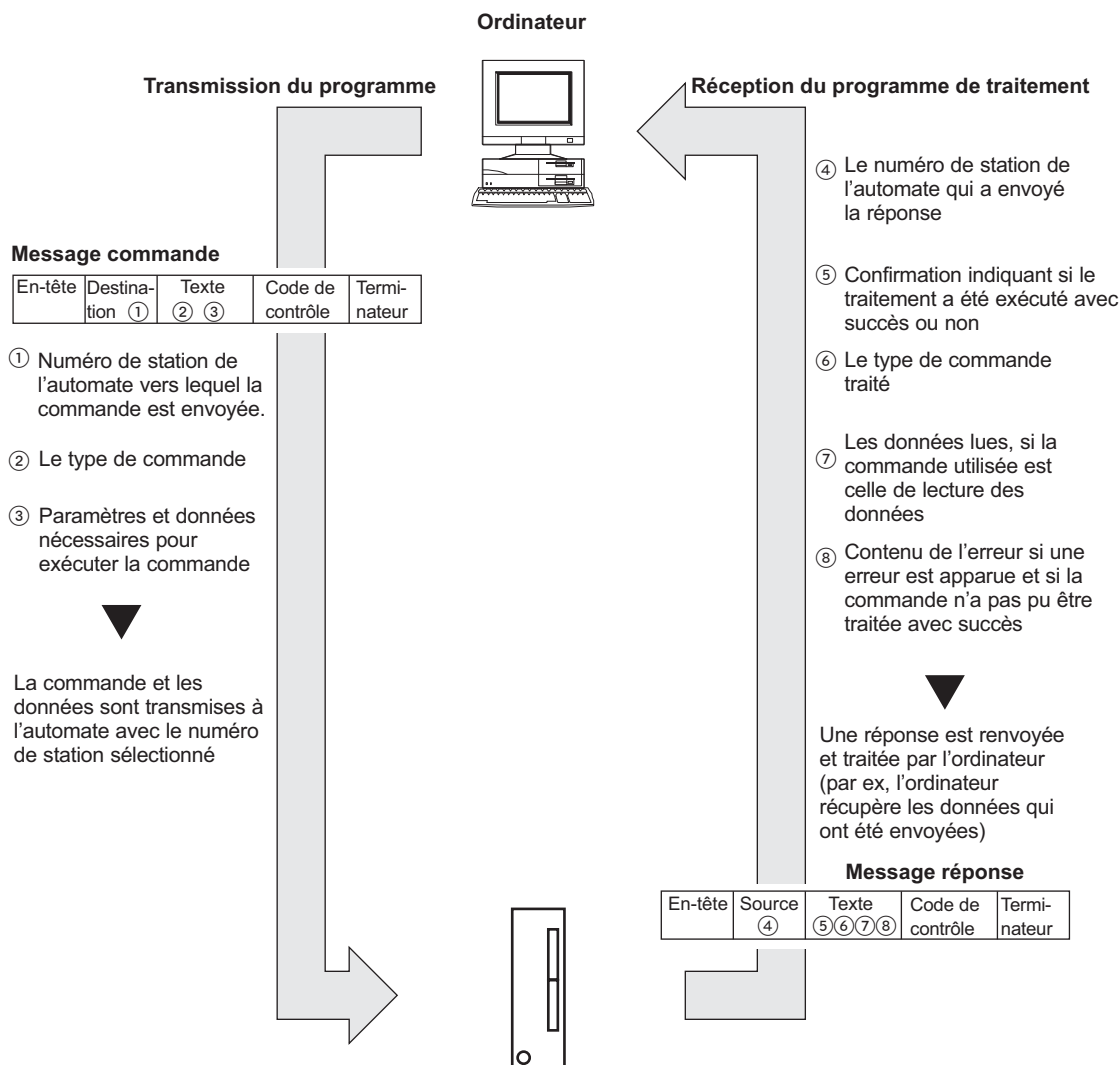 Ordinateur
Transmission du programme
Réception du programme de traitement
Message commande
En-tête Destina- Texte Code de Termi-
tion ① ② ③ contrôle nateur
① Numéro de station de
l'automate vers lequel la
commande est envoyée.
② Le type de commande
③ Paramètres et données
nécessaires pour
exécuter la commande
La commande et les
données sont transmises à
l'automate avec le numéro
de station sélectionné
④ Le numéro de station de
l'automate qui a envoyé
la réponse
⑤ Confirmation indiquant si le
traitement a été exécuté avec
succès ou non
⑥ Le type de commande
traité
⑦ Les données lues, si la
commande utilisée est
celle de lecture des
données
⑧ Contenu de l'erreur si une
erreur est apparue et si la
commande n'a pas pu être
traitée avec succès
Une réponse est renvoyée
et traitée par l'ordinateur
(par ex, l'ordinateur
récupère les données qui
ont été envoyées)
Message réponse
En-tête Source Texte Code de Termi-
④ ⑤⑥⑦⑧ contrôle nateur